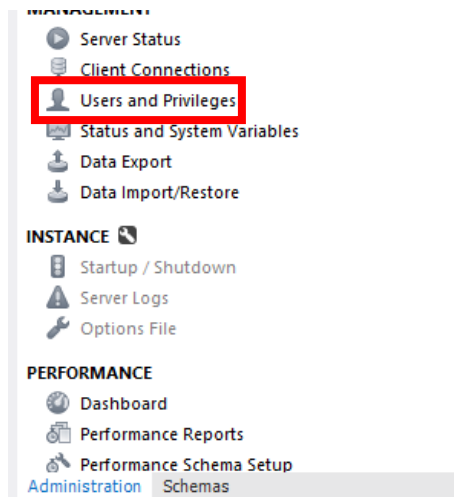 MANAGEMENT
Server Status
Client Connections
Users and Privileges
Status and System Variables
Data Export
Data Import/Restore
INSTANCE
Startup / Shutdown
Server Logs
Options File
PERFORMANCE
Dashboard
Performance Reports
Performance Schema Setup
Administration Schemas